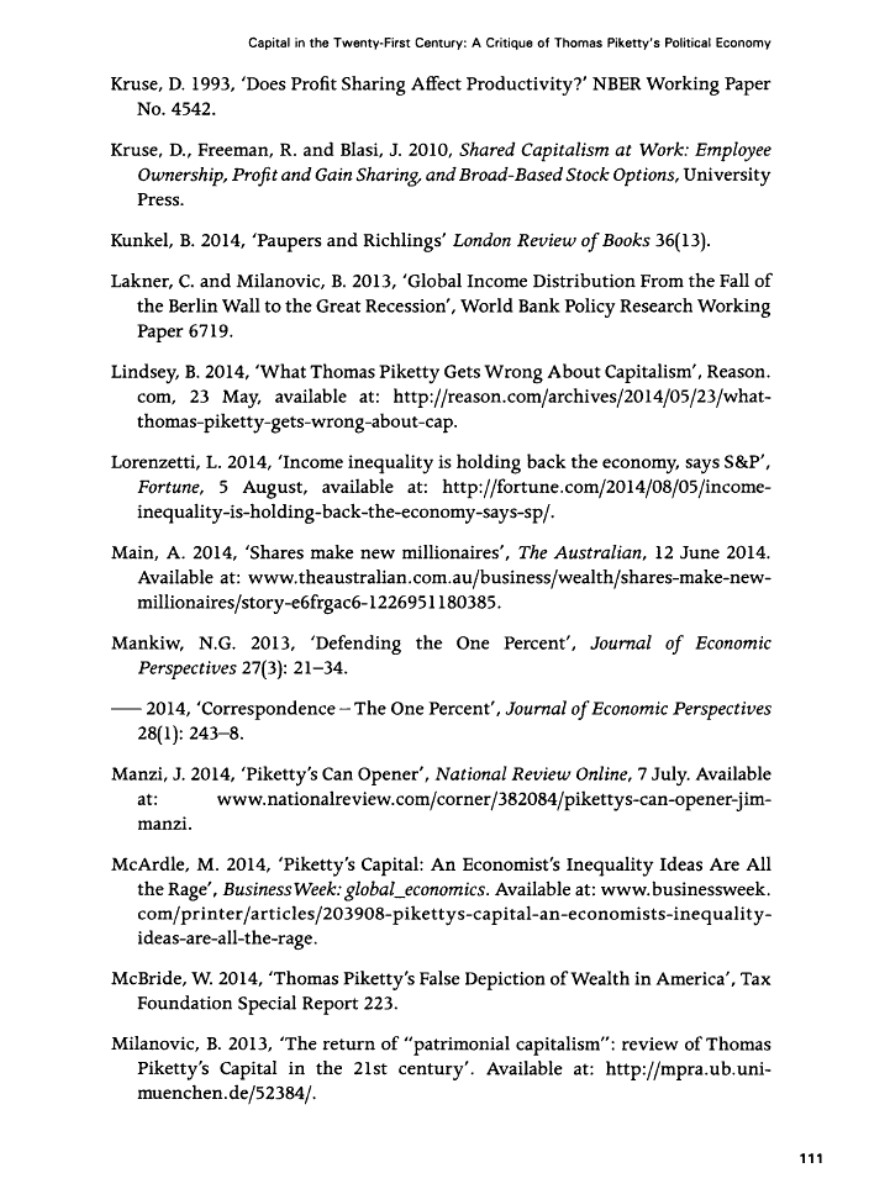 Capital in the Twenty-First Century: A Critique of Thomas Piketty's Political Economy
Kruse, D. 1993, 'Does Profit Sharing Affect Productivity?' NBER Working Paper
No. 4542.
Kruse, D., Freeman, R. and Blasi, J. 2010, Shared Capitalism at Work: Employee
Ownership, Profit and Gain Sharing, and Broad-Based Stock Options, University
Press.
Kunkel, B. 2014, 'Paupers and Richlings' London Review of Books 36(13).
Lakner, C. and Milanovic, B. 2013, 'Global Income Distribution From the Fall of
the Berlin Wall to the Great Recession', World Bank Policy Research Working
Paper 6719.
Lindsey, B. 2014, 'What Thomas Piketty Gets Wrong About Capitalism', Reason.
com, 23 May, available at: http://reason.com/archives/2014/05/23/what-
thomas-piketty-gets-wrong-about-cap.
Lorenzetti, L. 2014, 'Income inequality is holding back the economy, says S&P',
Fortune, 5 August, available at: http://fortune.com/2014/08/05/income-
inequality-is-holding-back-the-economy-says-sp/.
Main, A. 2014, 'Shares make new millionaires', The Australian, 12 June 2014.
Available at: www.theaustralian.com.au/business/wealth/shares-make-new-
millionaires/story-e6frgac6-1226951180385.
Mankiw, N.G. 2013, 'Defending the One Percent', Journal of Economic
Perspectives 27(3): 21–34.
—— 2014, 'Correspondence – The One Percent', Journal of Economic Perspectives
28(1): 243–8.
Manzi, J. 2014, 'Piketty's Can Opener', National Review Online, 7 July. Available
at: www.nationalreview.com/corner/382084/pikettys-can-opener-jim-
manzi.
McArdle, M. 2014, 'Piketty's Capital: An Economist's Inequality Ideas Are All
the Rage', BusinessWeek: global_economics. Available at: www.businessweek.
com/printer/articles/203908-pikettys-capital-an-economists-inequality-
ideas-are-all-the-rage.
McBride, W. 2014, 'Thomas Piketty's False Depiction of Wealth in America', Tax
Foundation Special Report 223.
Milanovic, B. 2013, 'The return of "patrimonial capitalism": review of Thomas
Piketty's Capital in the 21st century'. Available at: http://mpra.ub.uni-
muenchen.de/52384/.
111